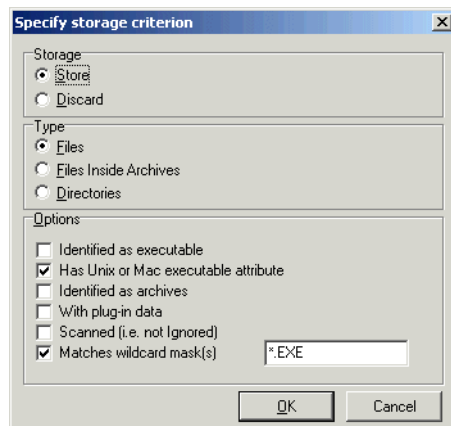 Specify storage criterion
Storage
Store
Discard
Type
Files
Files Inside Archives
Directories
Options
Identified as executable
Has Unix or Mac executable attribute
Identified as archives
With plug-in data
Scanned (i.e. not Ignored)
Matches wildcard mask(s) *.EXE
OK Cancel